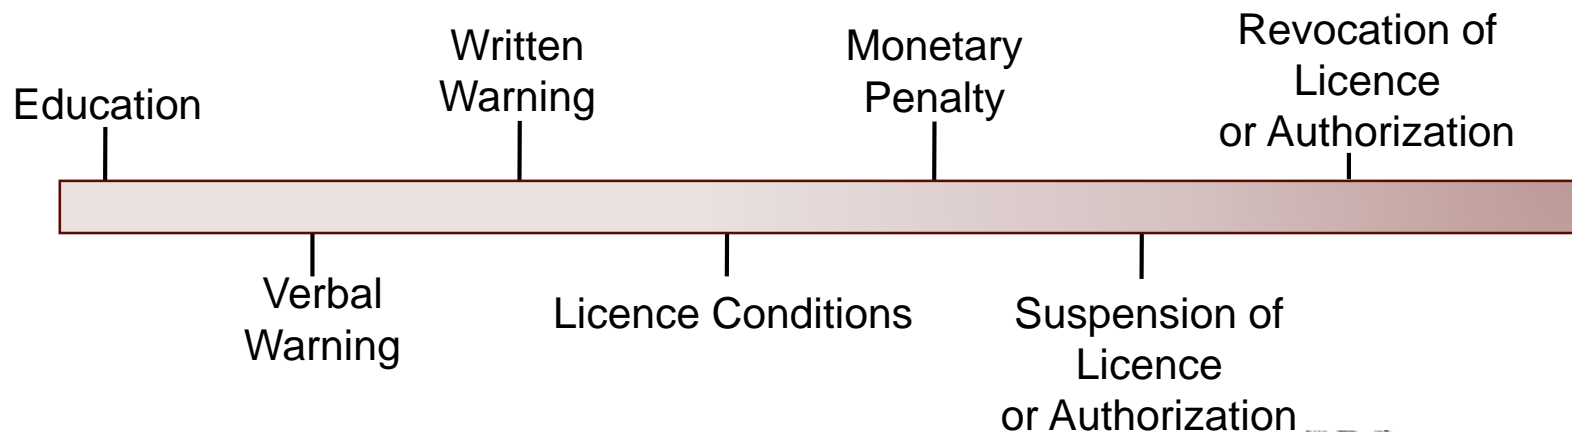 Education
Verbal
Warning
Written
Warning
Licence Conditions
Monetary
Penalty
Suspension of
Licence
or Authorization
Revocation of
Licence
or Authorization